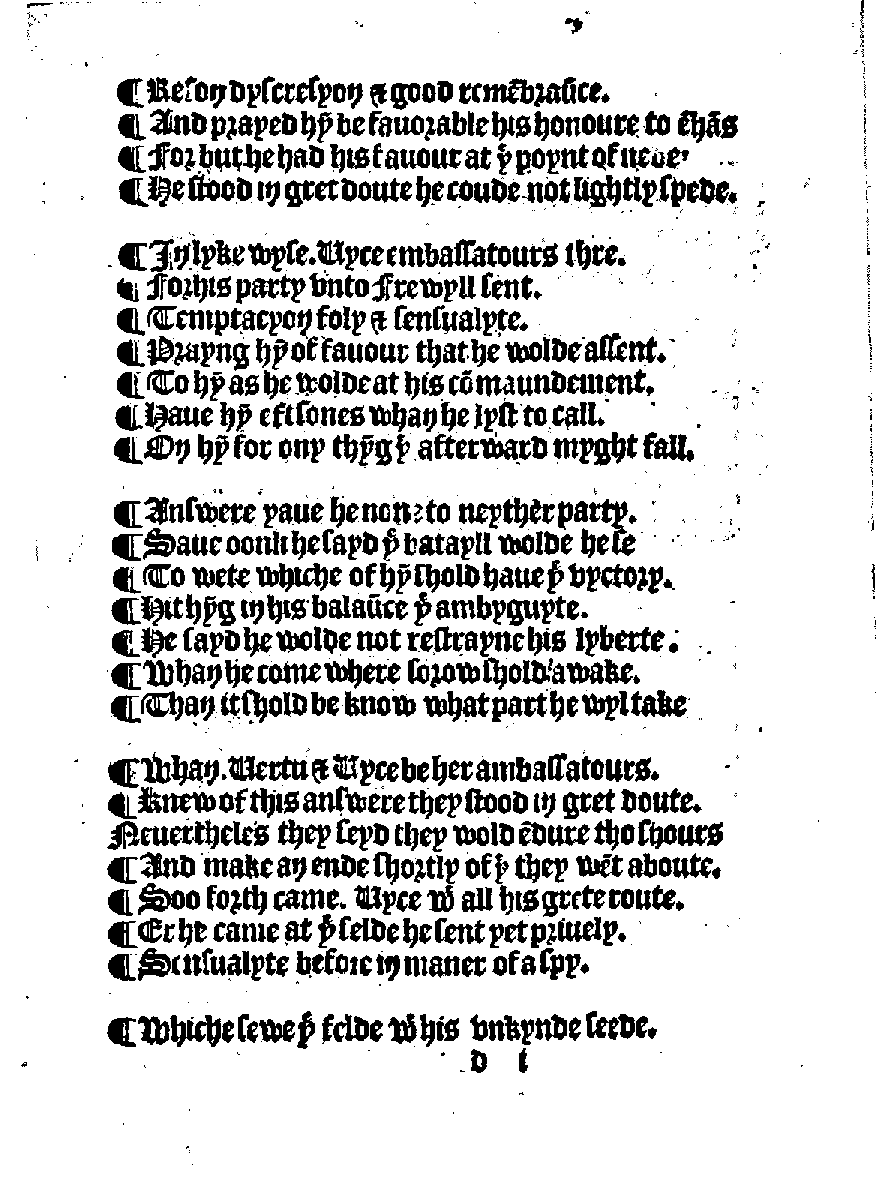 ¶ Reſon dyſcreſyon & good remēbraūce.
¶ And prayed hȳ be fauorable his honoure to ēhās
¶ For but he had his fauour at yͤ poynt of nede
¶ He ſtood in gret doute he coude not lightly ſpede.
¶ In lyke wyſe. Vyce embaſſatours thre.
¶ For his party vnto Frewyll ſent.
¶ Temptacyon foly & ſenſualyte.
¶ Prayng hȳ of fauour that he wolde aſſent.
¶ To hȳ as he wolde at his cōmaundement.
¶ Haue hȳ eftſones whan he lyſt to call.
¶ On hȳ for ony thȳg yͭ afterward myght fall.
¶ Anſwere yaue he none to neyther party.
¶ Saue oonli he ſayd yͤ batayll wolde he ſe
¶ To wete whiche of hȳ ſhold haue yͤ vyctory.
¶ Hit hȳg in his balaūce yͤ ambyguyte.
¶ He ſayd he wolde not reſtrayne his lyberte.
¶ Whan he come where ſorow ſhold awake.
¶ Than it ſhold be know what part he wyl take
¶ Whan. Vertu & Vyce be her ambaſſatours.
¶ Knew of this anſwere they ſtood in gret doute.
Neuertheles they ſeyd they wold ēdure tho ſhours
¶ And make an ende ſhortly of yͭ they wēt aboute.
¶ Soo forth came. Vyce wͭ all his grete route.
¶ Er he came at yͤ felde he ſent yet priuely.
¶ Senſualyte before in maner of a ſpy.
¶ Whiche ſewe yͤ felde wͭ his vnkynde ſeede.
d i